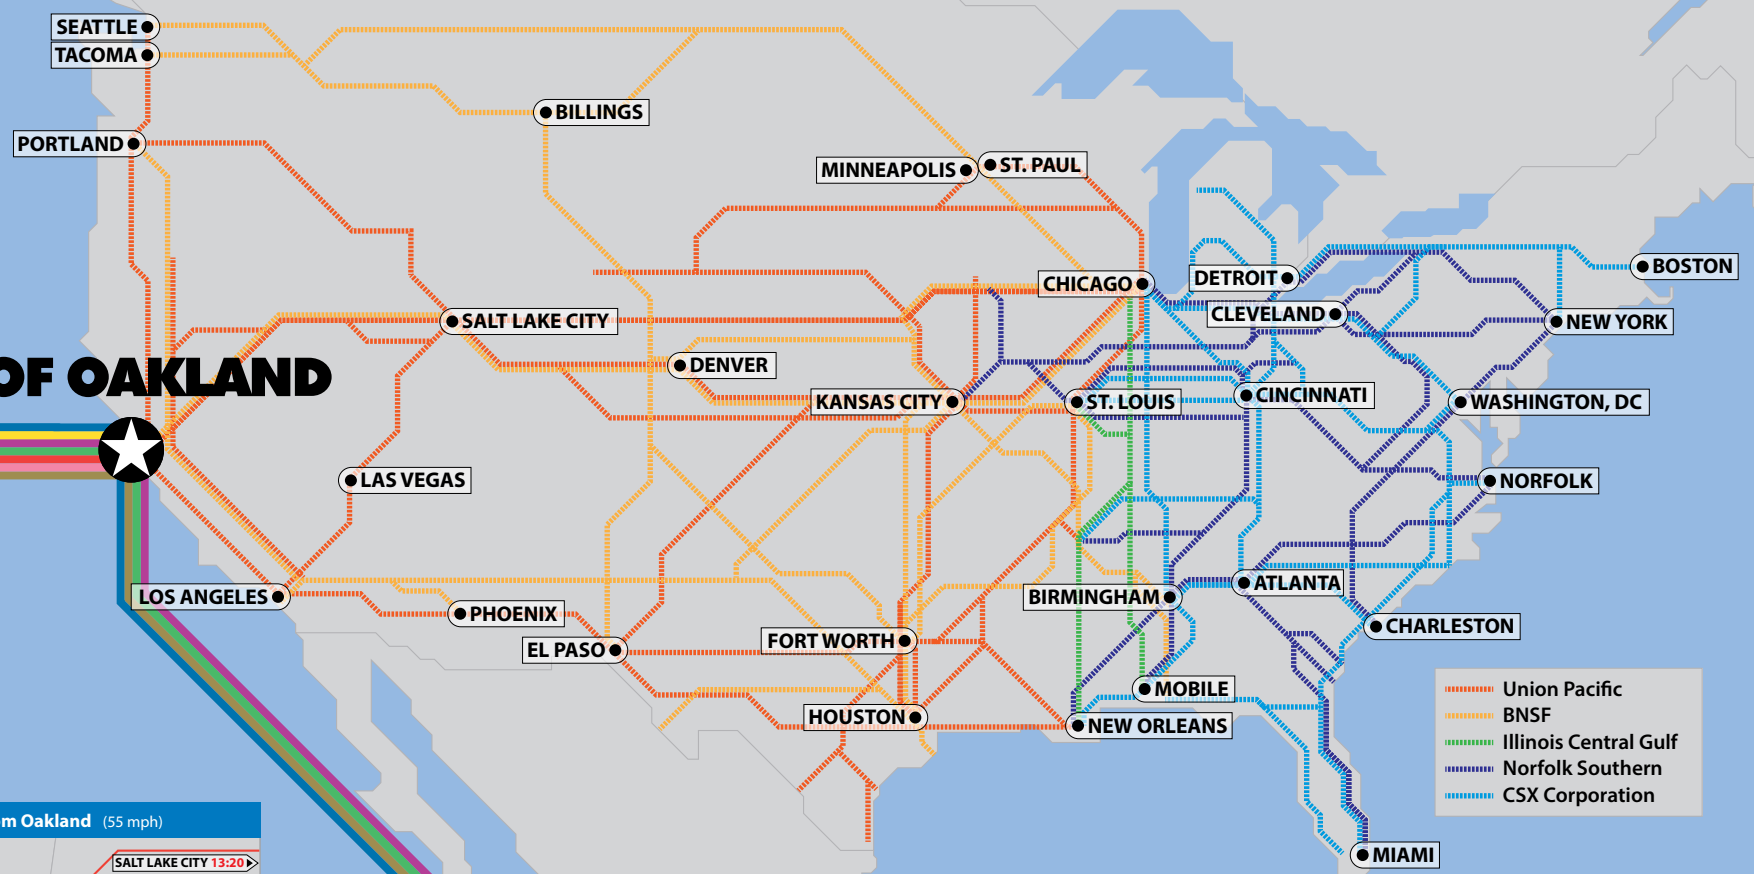 SEATTLE
TACOMA
BILLINGS
PORTLAND
MINNEAPOLIS
ST. PAUL
CHICAGO
DETROIT
BOSTON
CLEVELAND
NEW YORK
SALT LAKE CITY
DENVER
OF OAKLAND
KANSAS CITY
ST. LOUIS
CINCINNATI
WASHINGTON, DC
LAS VEGAS
NORFOLK
LOS ANGELES
PHOENIX
BIRMINGHAM
ATLANTA
EL PASO
FORT WORTH
CHARLESTON
MOBILE
HOUSTON
NEW ORLEANS
Union Pacific
BNSF
Illinois Central Gulf
Norfolk Southern
CSX Corporation
MIAMI
m Oakland (55 mph)
SALT LAKE CITY 13:20